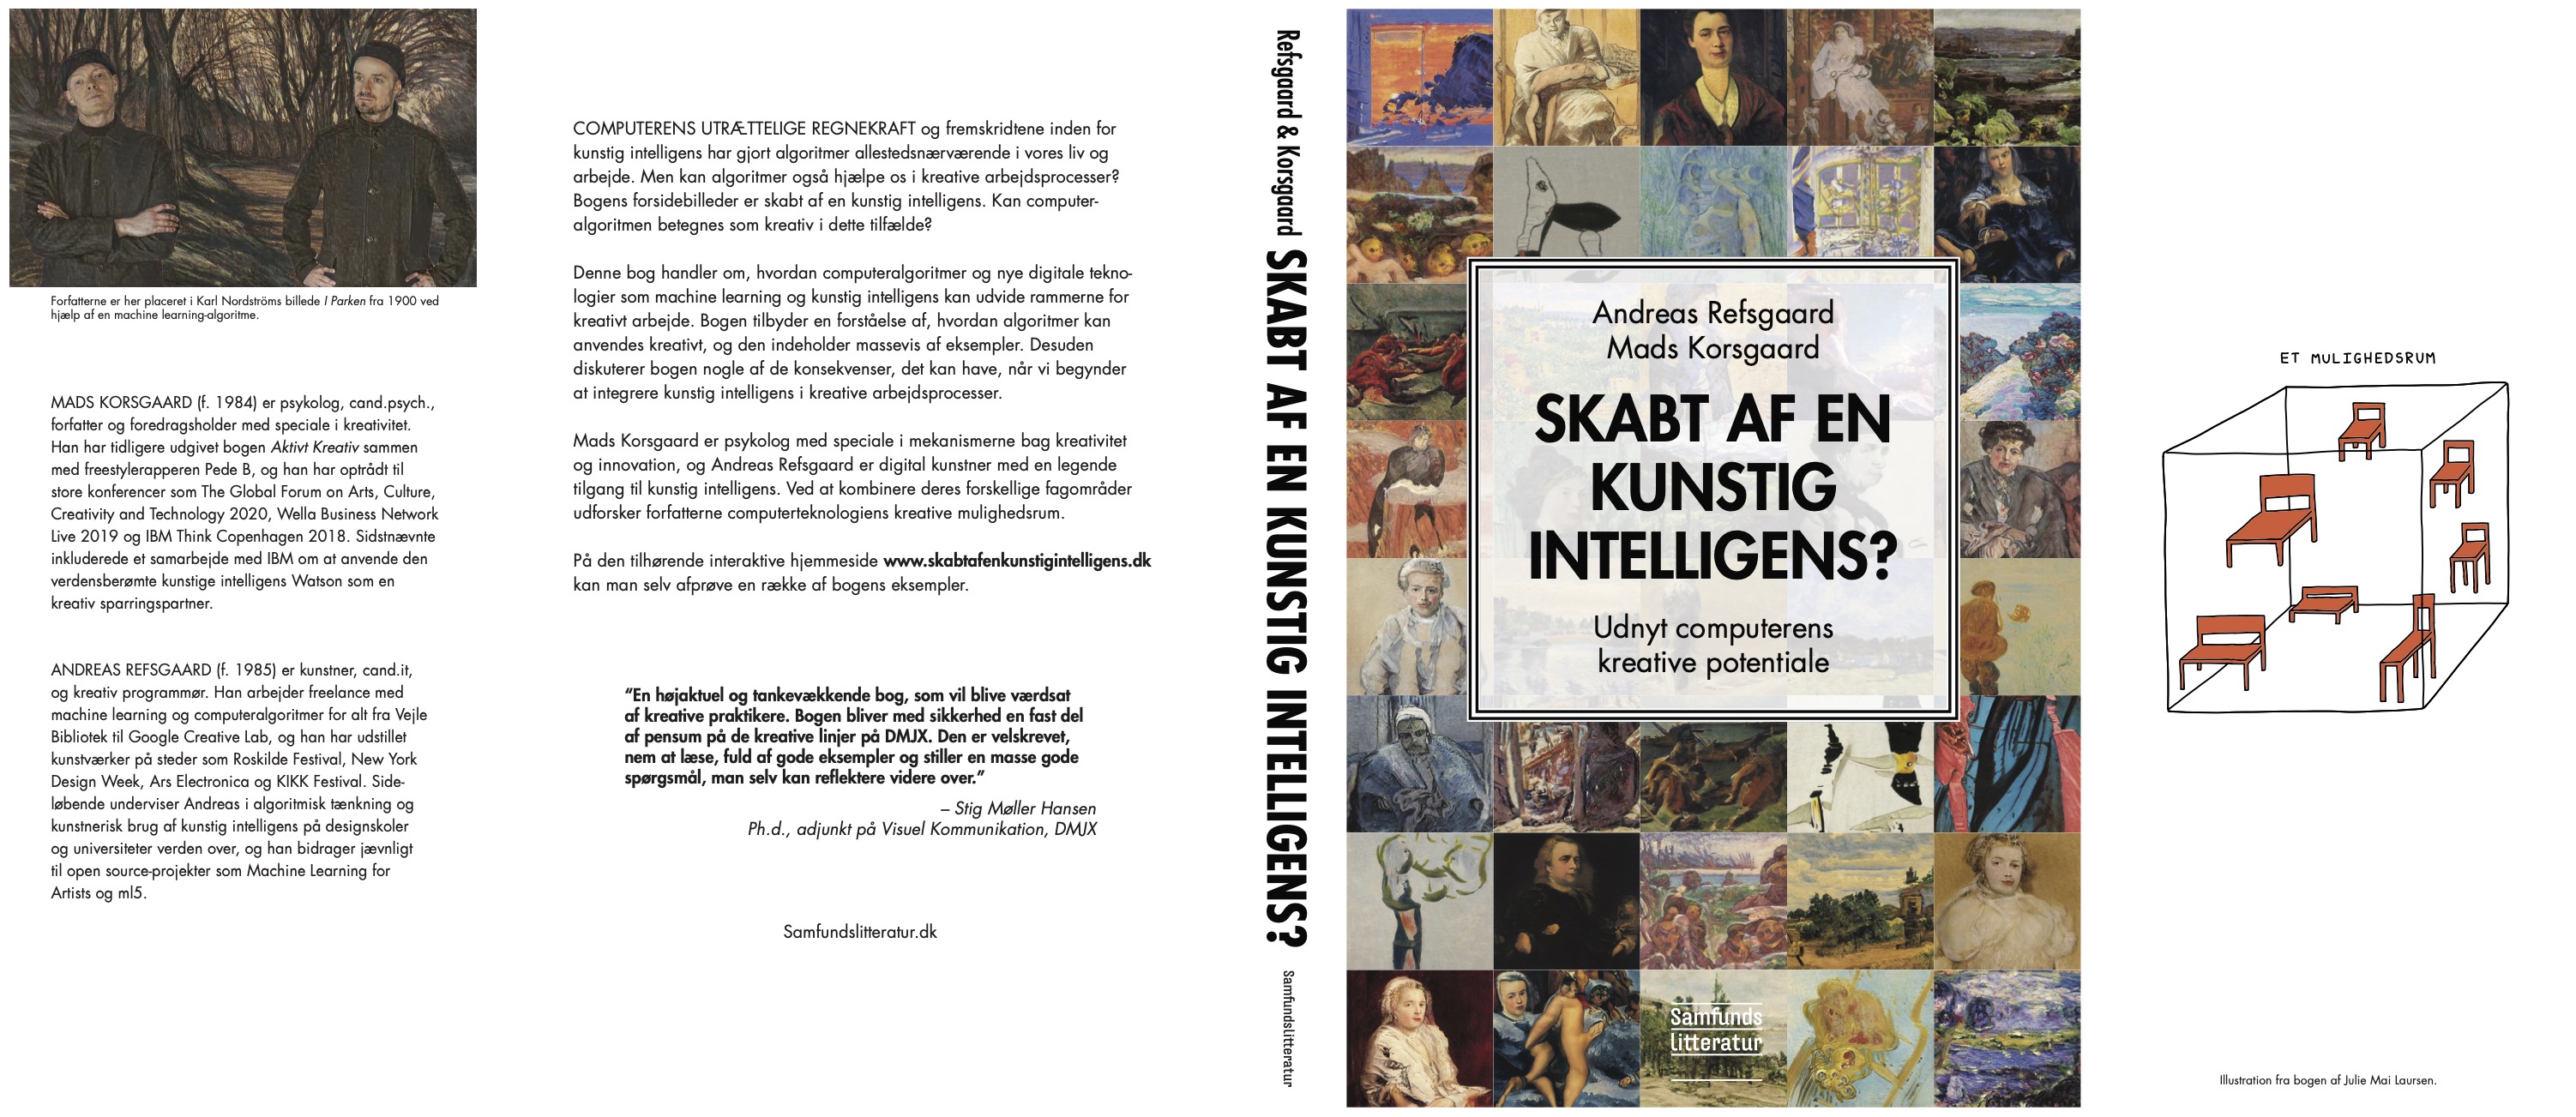 Forfatterne er her placeret i Karl Nordströms billede I Parken fra 1900 ved
hjælp af en machine learning-algoritme.
MADS KORSGAARD (f. 1984) er psykolog, cand.psych.,
forfatter og foredragsholder med speciale i kreativitet.
Han har tidligere udgivet bogen Aktivt Kreativ sammen
med freestylerapperen Pede B, og han har optrådt til
store konferencer som The Global Forum on Arts, Culture,
Creativity and Technology 2020, Wella Business Network
Live 2019 og IBM Think Copenhagen 2018. Sidstnævnte
inkluderede et samarbejde med IBM om at anvende den
verdensberømte kunstige intelligens Watson som en
kreativ sparringspartner.
ANDREAS REFSGAARD (f. 1985) er kunstner, cand.it,
og kreativ programmør. Han arbejder freelance med
machine learning og computeralgoritmer for alt fra Vejle
Bibliotek til Google Creative Lab, og han har udstillet
kunstværker på steder som Roskilde Festival, New York
Design Week, Ars Electronica og KIKK Festival. Side-
løbende underviser Andreas i algoritmisk tænkning og
kunstnerisk brug af kunstig intelligens på designskoler
og universiteter verden over, og han bidrager jævnligt
til open source-projekter som Machine Learning for
Artists og ml5.
COMPUTERENS UTRÆTTELIGE REGNEKRAFT og fremskridtene inden for
kunstig intelligens har gjort algoritmer allestedsnærværende i vores liv og
arbejde. Men kan algoritmer også hjælpe os i kreative arbejdsprocesser?
Bogens forsidebilleder er skabt af en kunstig intelligens. Kan computer-
algoritmen betegnes som kreativ i dette tilfælde?
Denne bog handler om, hvordan computeralgoritmer og nye digitale tekno-
logier som machine learning og kunstig intelligens kan udvide rammerne for
kreativt arbejde. Bogen tilbyder en forståelse af, hvordan algoritmer kan
anvendes kreativt, og den indeholder massevis af eksempler. Desuden
diskuterer bogen nogle af de konsekvenser, det kan have, når vi begynder
at integrere kunstig intelligens i kreative arbejdsprocesser.
Mads Korsgaard er psykolog med speciale i mekanismerne bag kreativitet
og innovation, og Andreas Refsgaard er digital kunstner med en legende
tilgang til kunstig intelligens. Ved at kombinere deres forskellige fagområder
udforsker forfatterne computerteknologiens kreative mulighedsrum.
På den tilhørende interaktive hjemmeside www.skabtafenkunstigintelligens.dk
kan man selv afprøve en række af bogens eksempler.
“En højaktuel og tankevækkende bog, som vil blive værdsat
af kreative praktikere. Bogen bliver med sikkerhed en fast del
af pensum på de kreative linjer på DMJX. Den er velskrevet,
nem at læse, fuld af gode eksempler og stiller en masse gode
spørgsmål, man selv kan reflektere videre over.”
– Stig Møller Hansen
Ph.d., adjunkt på Visuel Kommunikation, DMJX
Samfundslitteratur.dk
Refsgaard & Korsgaard SKABT AF EN KUNSTIG INTELLIGENS? Samfundslitteratur
Andreas Refsgaard
Mads Korsgaard
SKABT AF EN
KUNSTIG
INTELLIGENS?
Udnyt computerens
kreative potentiale
Samfunds
litteratur
ET MULIGHEDSRUM
Illustration fra bogen af Julie Mai Laursen.